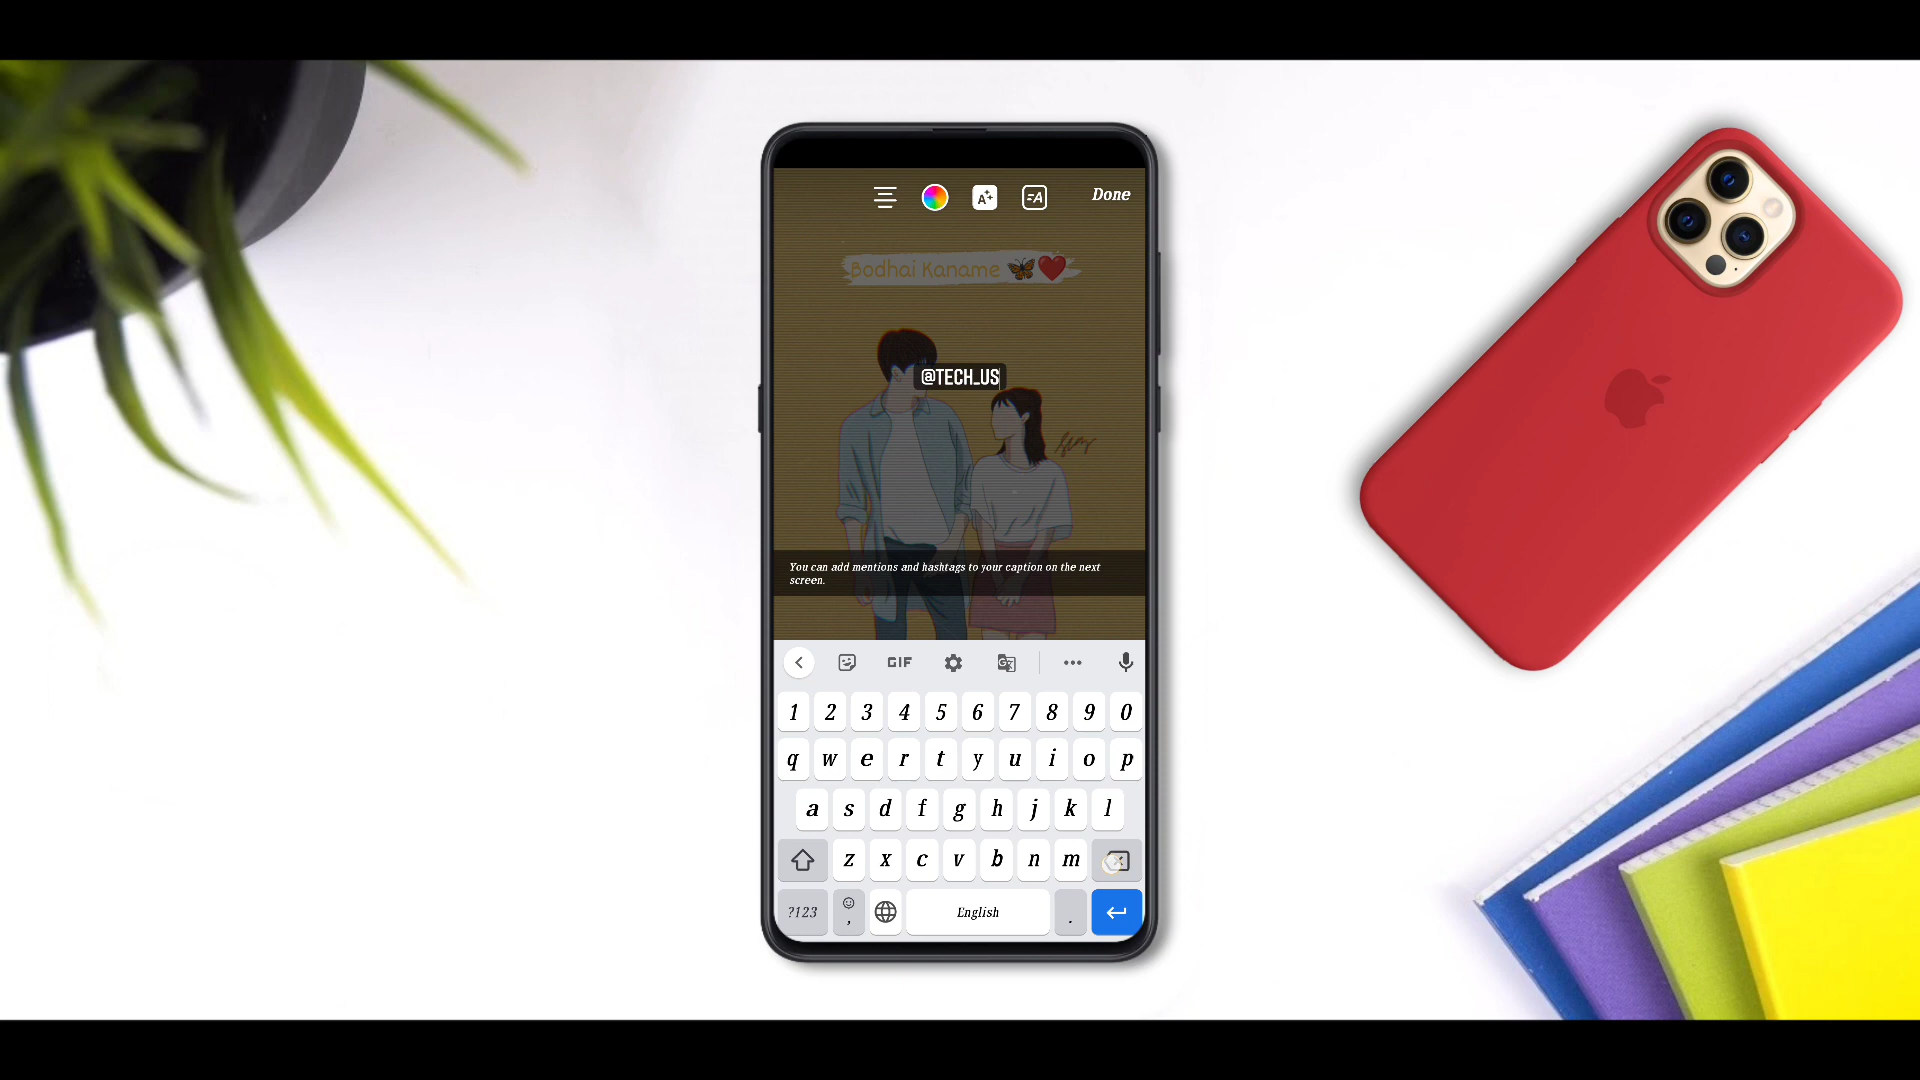 Done
Bodhai Kaname 🦋❤️
@TECH_US
You can add mentions and hashtags to your caption on the next
screen.
GIF
1 2 3 4 5 6 7 8 9 0
q w e r t y u i o p
a s d f g h j k l
z x c v b n m
?123 , English .